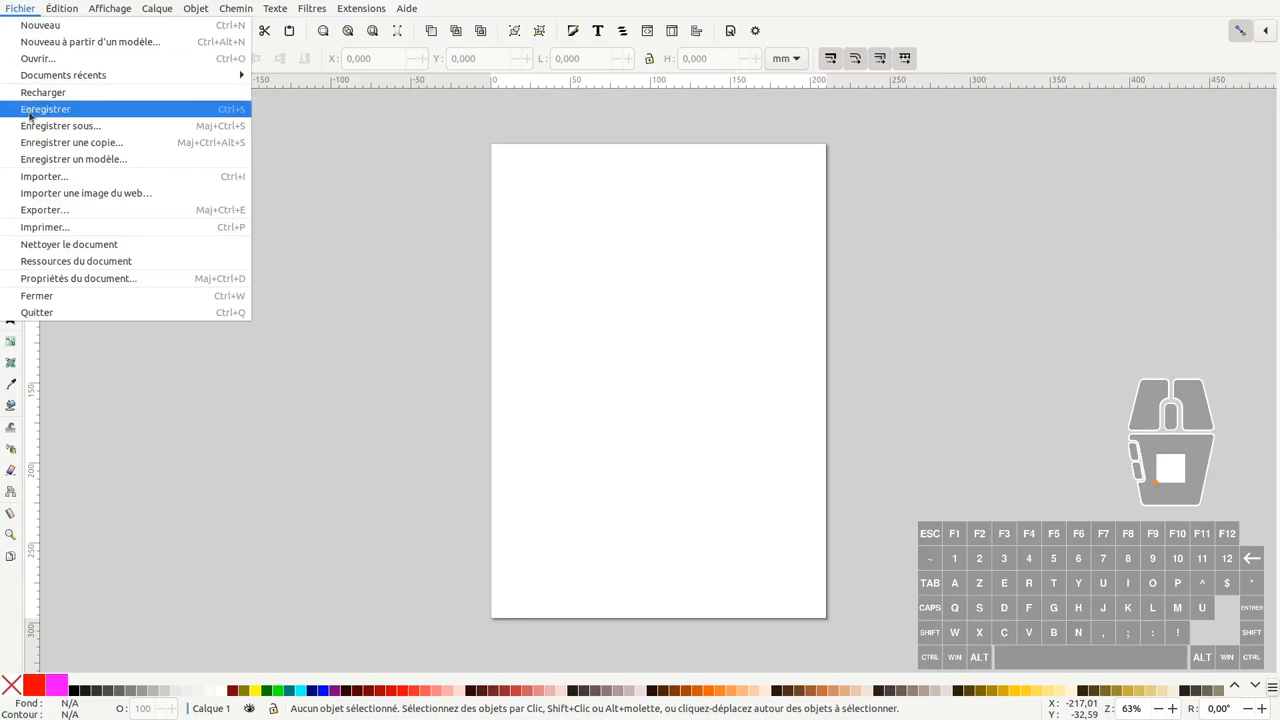 Fichier Édition Affichage Calque Objet Chemin Texte Filtres Extensions Aide
Nouveau Ctrl+N
Nouveau à partir d'un modèle... Ctrl+Alt+N
Ouvrir... Ctrl+O
Documents récents
Recharger
Enregistrer Ctrl+S
Enregistrer sous... Maj+Ctrl+S
Enregistrer une copie... Maj+Ctrl+Alt+S
Enregistrer un modèle...
Importer... Ctrl+I
Importer une image du web...
Exporter... Maj+Ctrl+E
Imprimer... Ctrl+P
Nettoyer le document
Ressources du document
Propriétés du document... Maj+Ctrl+D
Fermer Ctrl+W
Quitter Ctrl+Q
X : 0,000 Y : 0,000 L : 0,000 H : 0,000 mm
-150 -100 -50 0 50 100 150 200 250 300 350 400 450
150
200
250
300
ESC F1 F2 F3 F4 F5 F6 F7 F8 F9 F10 F11 F12
~ 1 2 3 4 5 6 7 8 9 10 11 12
TAB A Z E R T Y U I O P ^ $ *
CAPS Q S D F G H J K L M Ù ENTRER
SHIFT W X C V B N , ; : ! SHIFT
CTRL WIN ALT ALT WIN CTRL
Fond : N/A
Contour : N/A
O : 100
Calque 1
Aucun objet sélectionné. Sélectionnez des objets par Clic, Shift+Clic ou Alt+molette, ou cliquez-déplacez autour des objets à sélectionner.
X : -217,01
Y : -32,59
Z : 63%
R : 0,00°